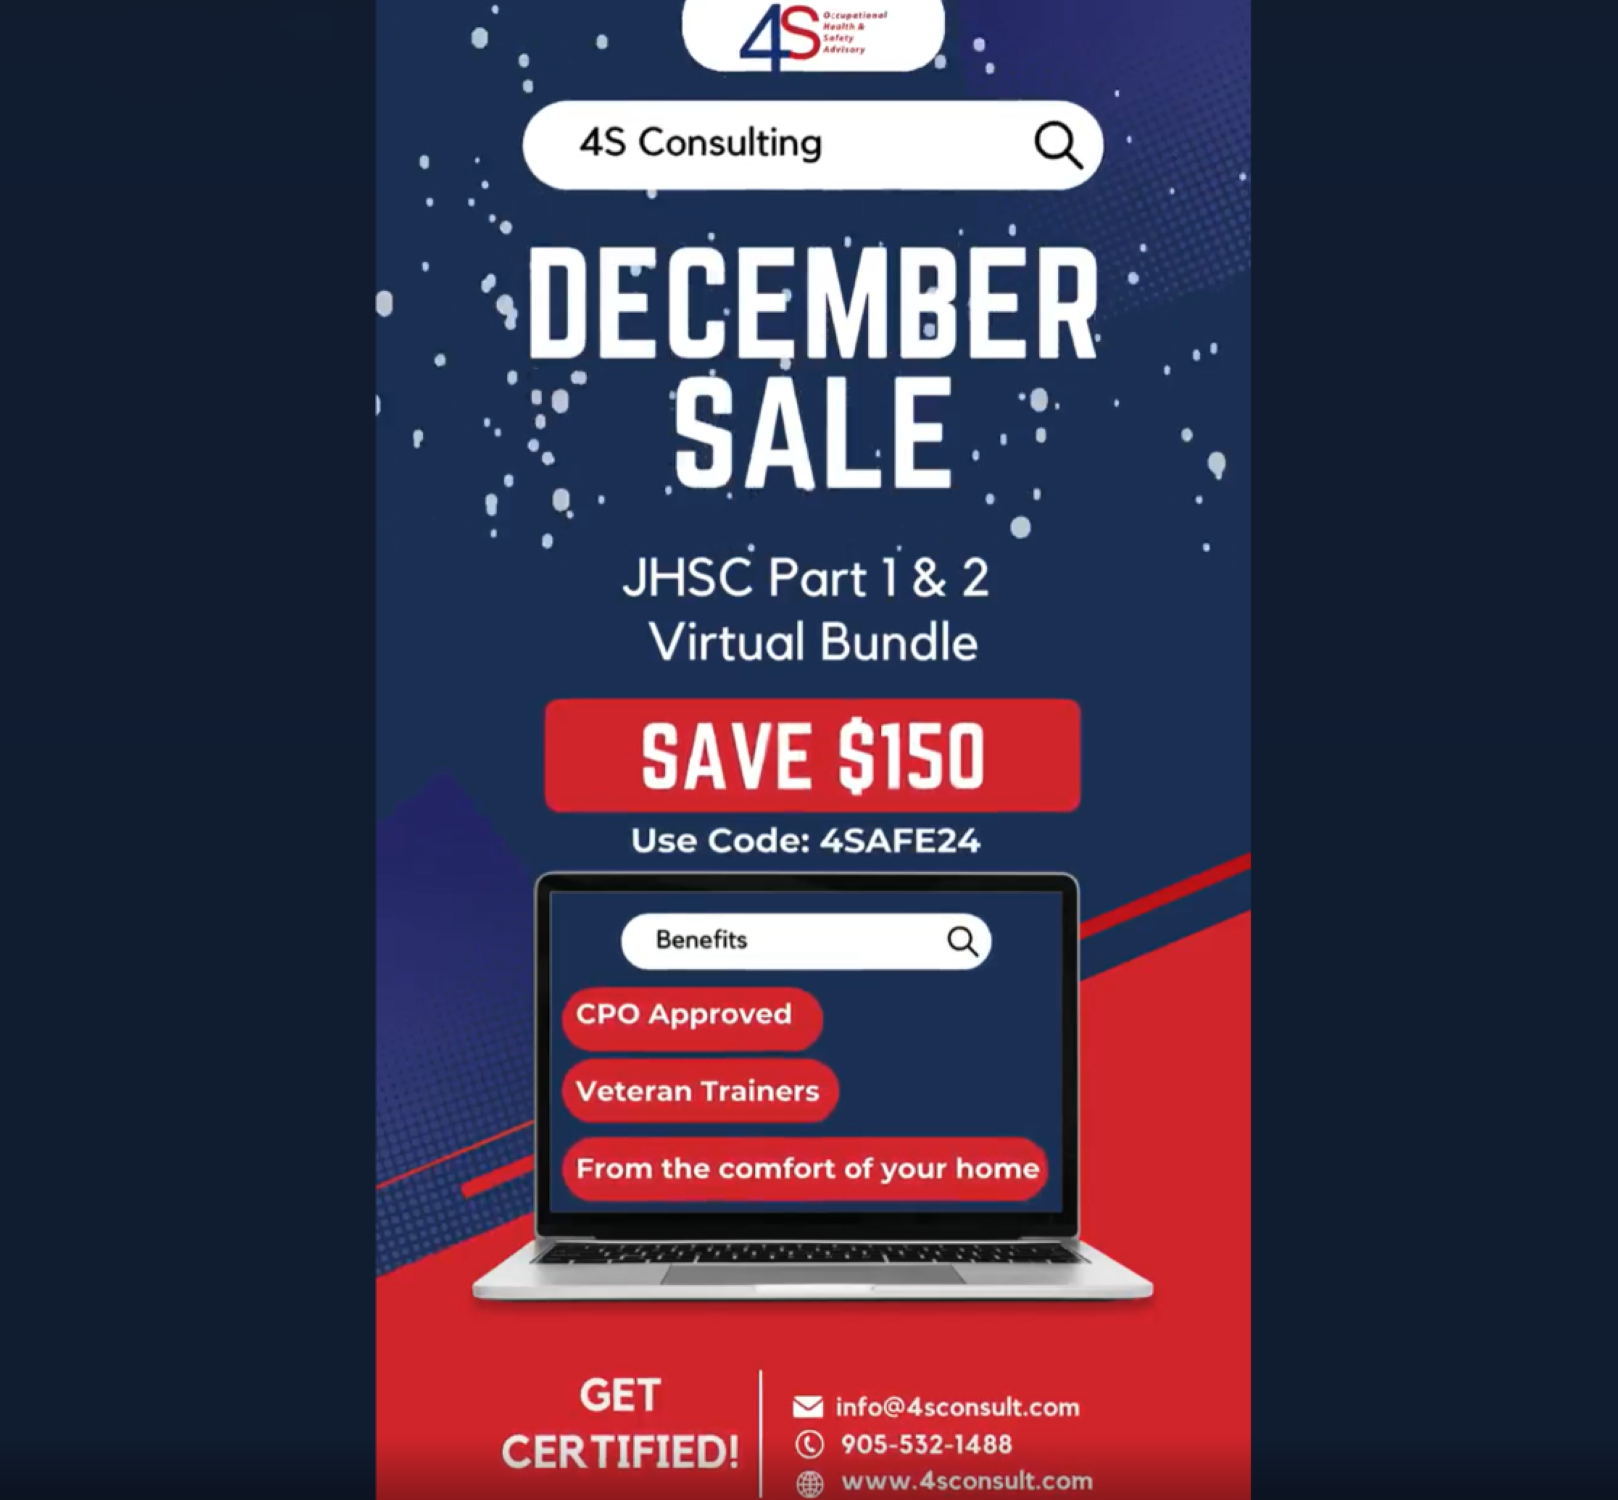 4S
Occupational
Health &
Safety
Advisory
4S Consulting
DECEMBER
SALE
JHSC Part 1 & 2
Virtual Bundle
SAVE $150
Use Code: 4SAFE24
Benefits
CPO Approved
Veteran Trainers
From the comfort of your home
GET
CERTIFIED!
info@4sconsult.com
905-532-1488
www.4sconsult.com